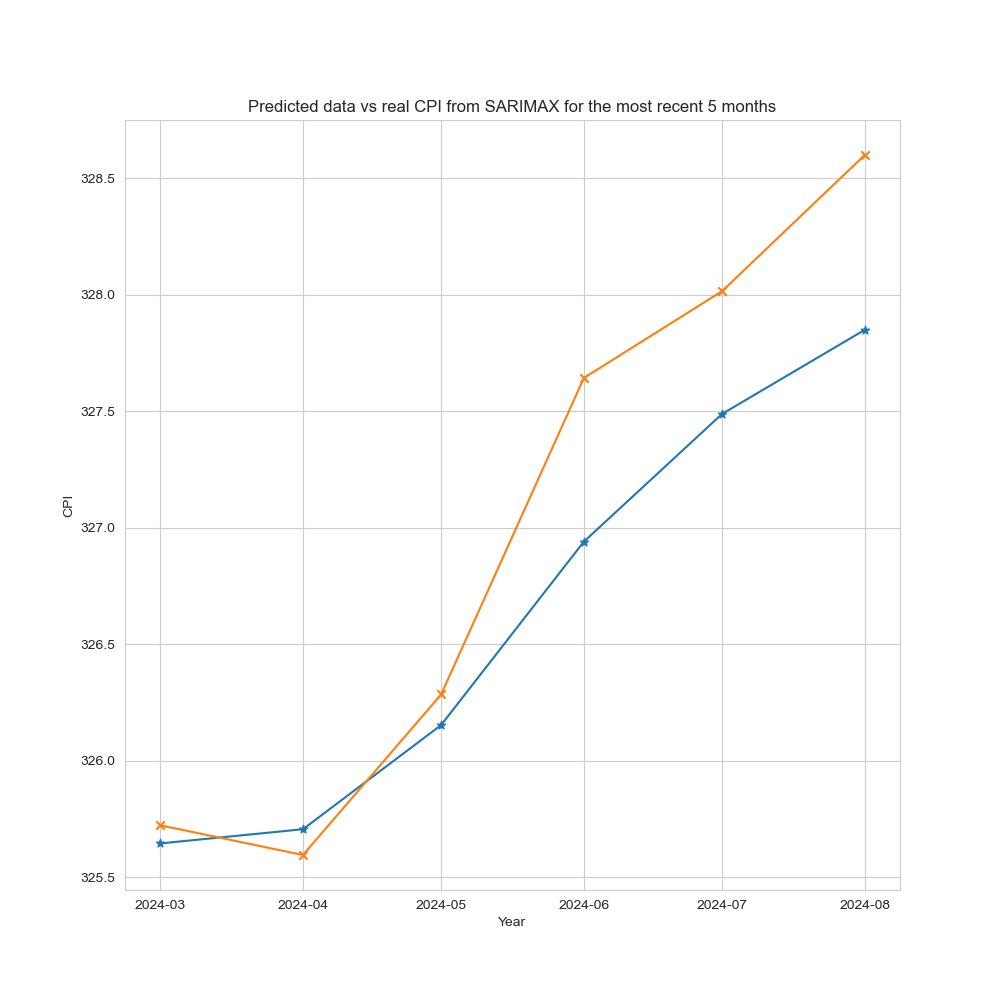 Predicted data vs real CPI from SARIMAX for the most recent 5 months
328.5
328.0
327.5
327.0
326.5
326.0
325.5
CPI
2024-03 2024-04 2024-05 2024-06 2024-07 2024-08
Year